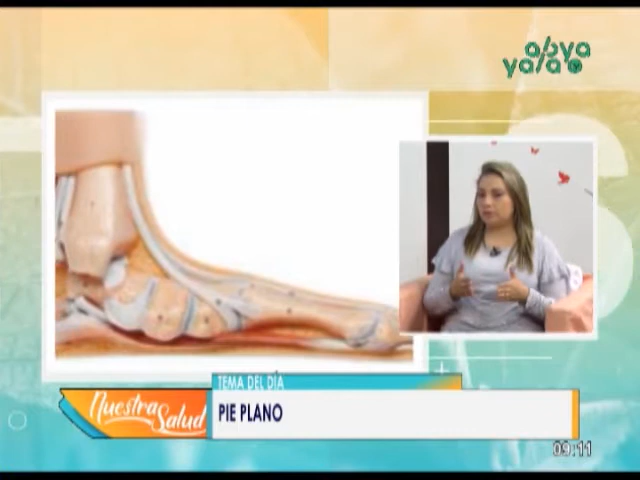 abya
yala
TEMA DEL DÍA
Nuestra
Salud
PIE PLANO
09:11